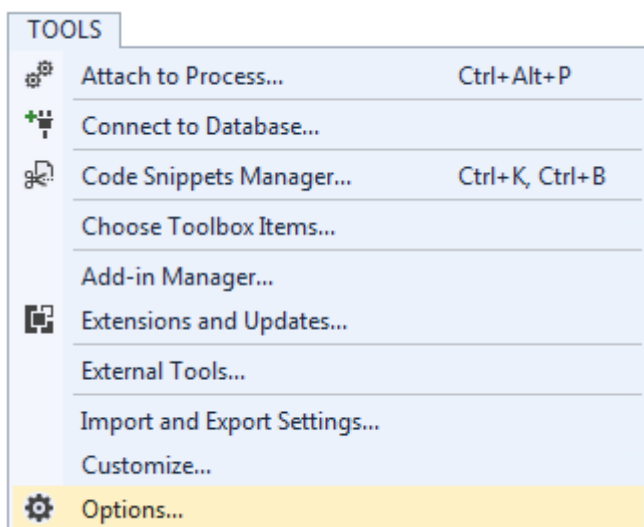 TOOLS
Attach to Process... Ctrl+Alt+P
Connect to Database...
Code Snippets Manager... Ctrl+K, Ctrl+B
Choose Toolbox Items...
Add-in Manager...
Extensions and Updates...
External Tools...
Import and Export Settings...
Customize...
Options...